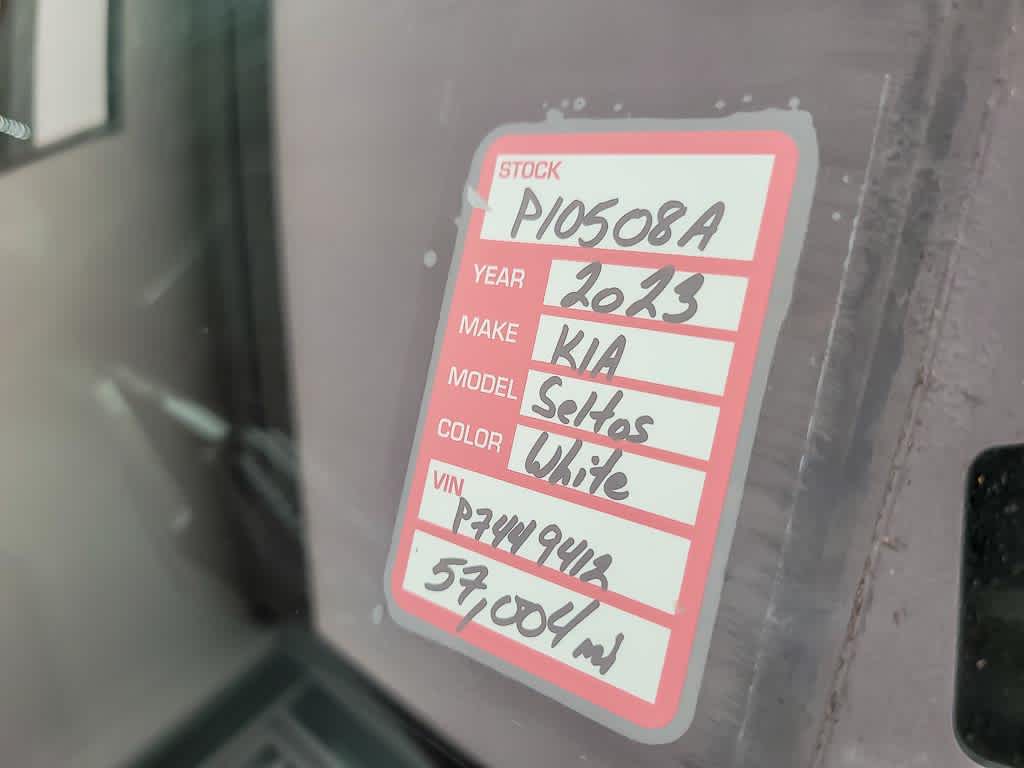 STOCK
P10508A
YEAR 2023
MAKE KIA
MODEL Seltos
COLOR White
VIN
P7449412
57,004 mi